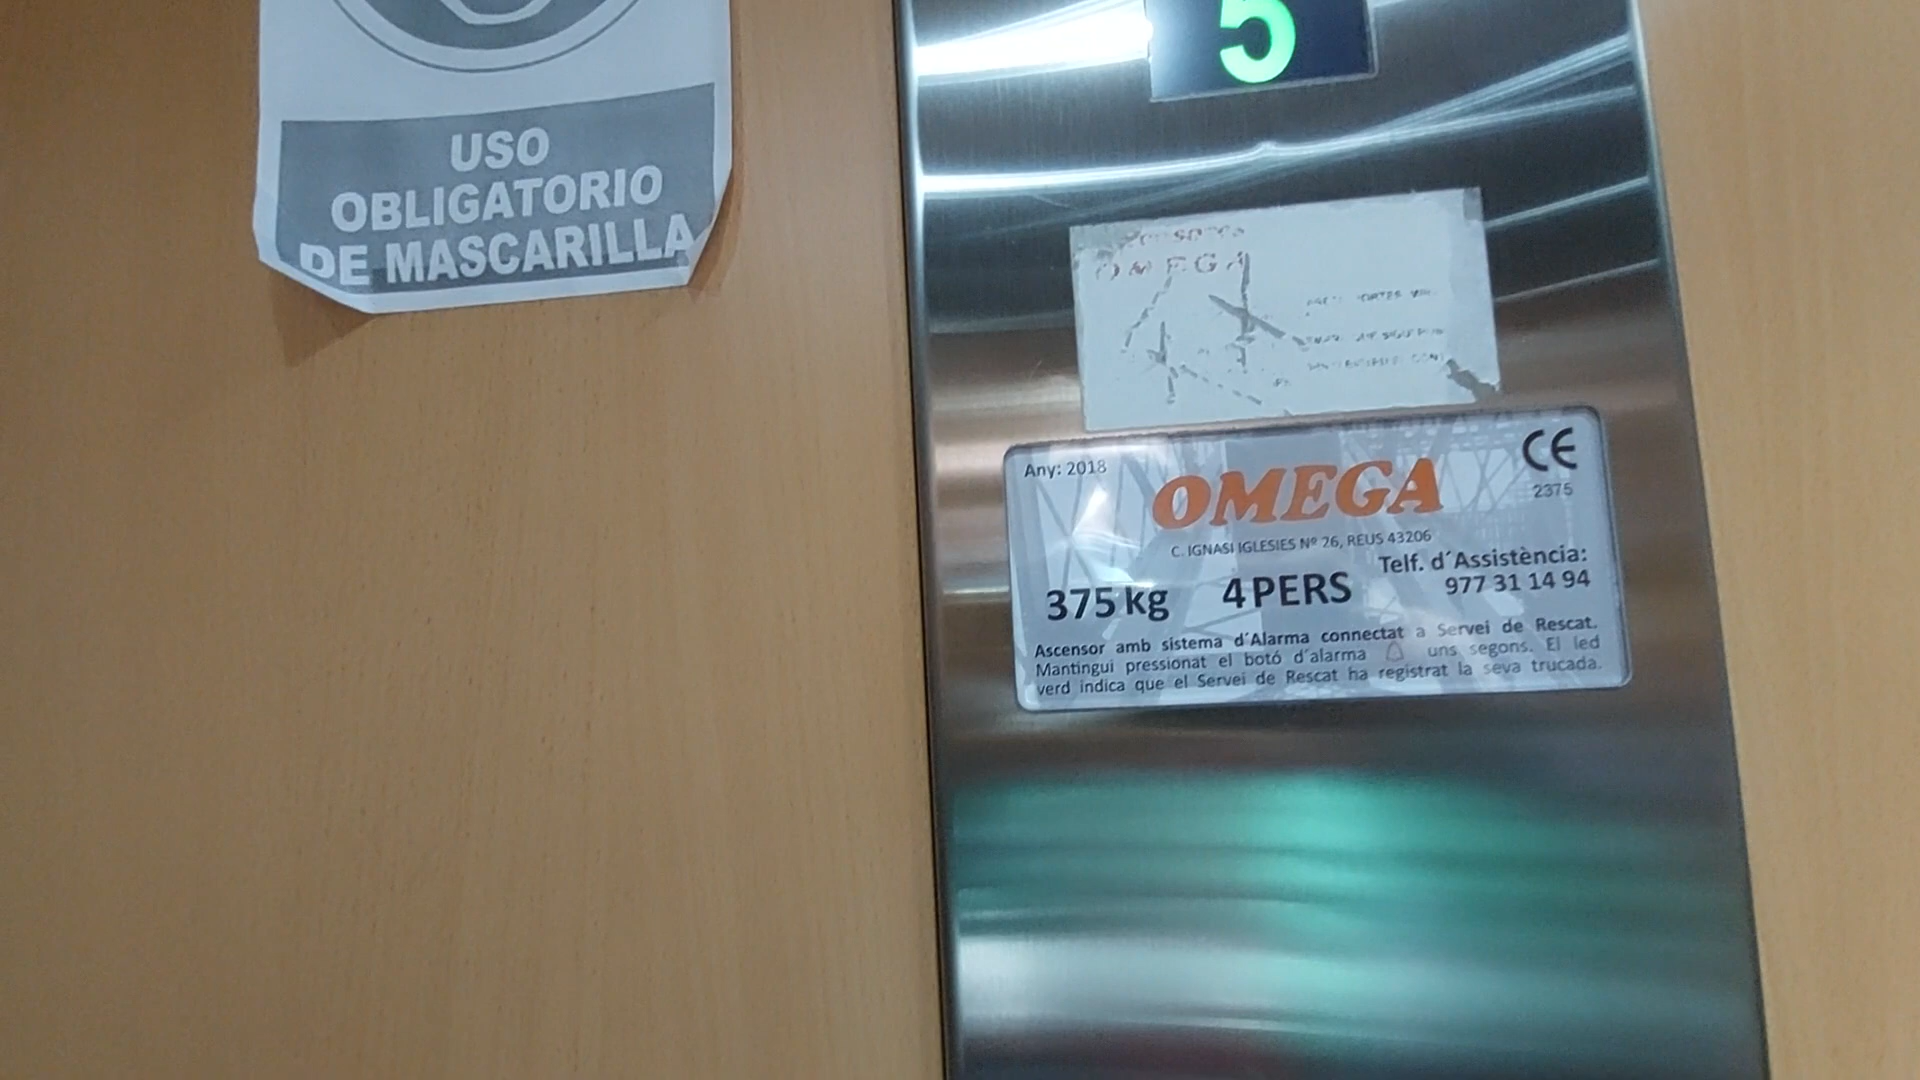 USO
OBLIGATORIO
DE MASCARILLA
5
OMEGA
Any: 2018
CE
2375
OMEGA
C. IGNASI IGLESIES Nº 26, REUS 43206
375 kg
4 PERS
Telf. d´Assistència:
977 31 14 94
Ascensor amb sistema d´Alarma connectat a Servei de Rescat.
Mantingui pressionat el botó d´alarma uns segons. El led
verd indica que el Servei de Rescat ha registrat la seva trucada.